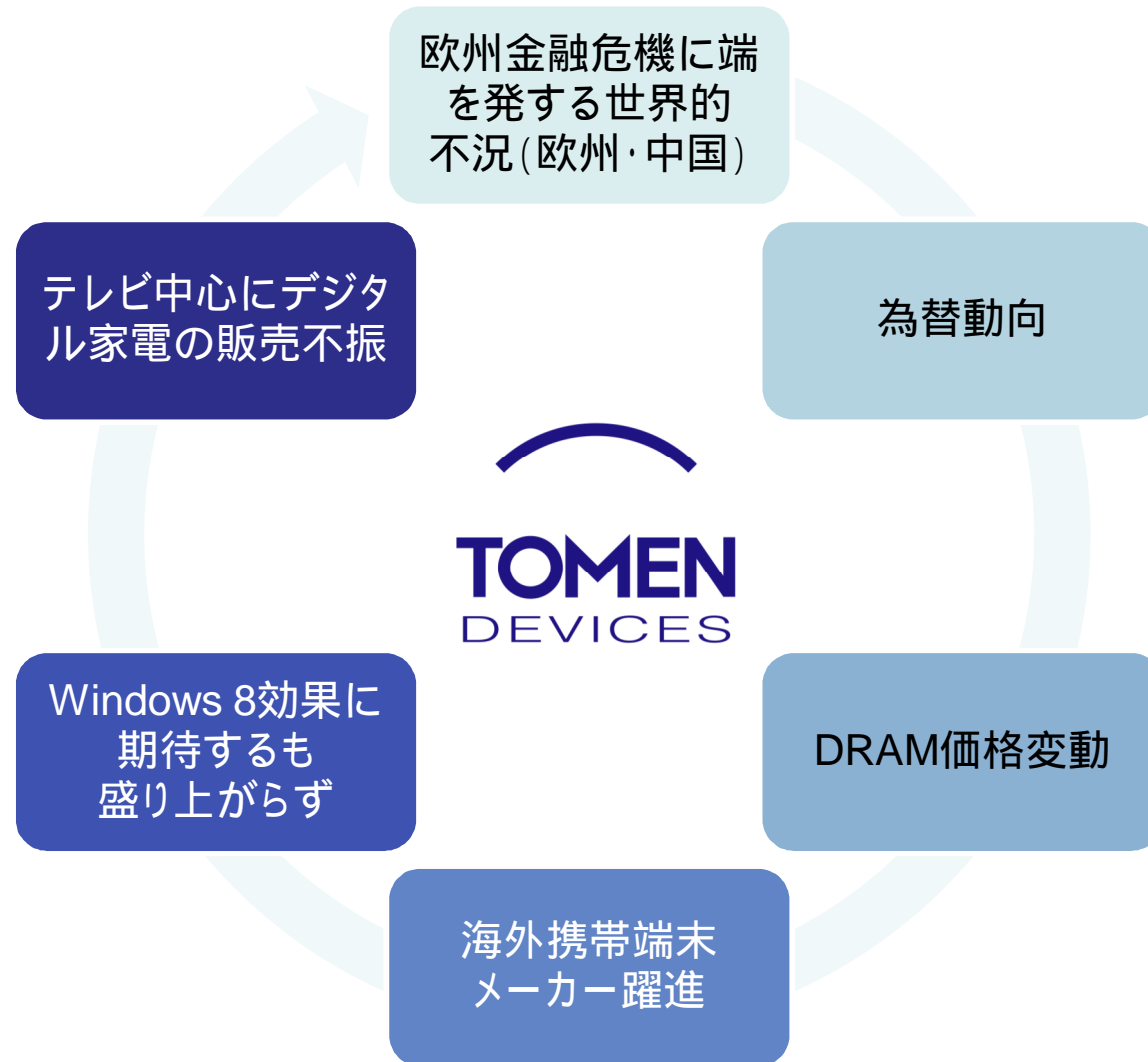 欧州金融危機に端
を発する世界的
不況(欧州・中国)
為替動向
DRAM価格変動
海外携帯端末
メーカー躍進
Windows 8効果に
期待するも
盛り上がらず
テレビ中心にデジタ
ル家電の販売不振
TOMEN
DEVICES